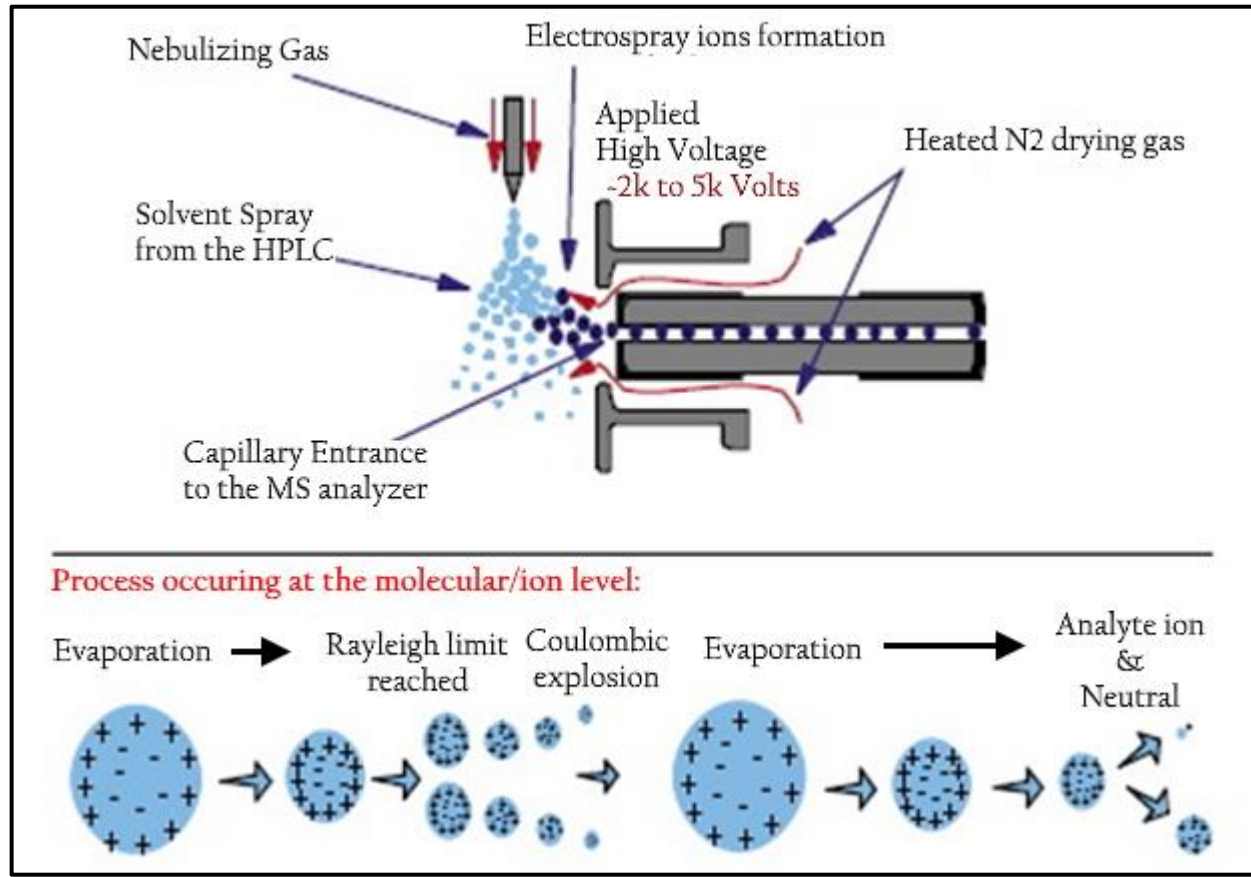 Nebulizing Gas
Electrospray ions formation
Applied
High Voltage
~2k to 5k Volts
Heated N2 drying gas
Solvent Spray
from the HPLC
Capillary Entrance
to the MS analyzer
Process occuring at the molecular/ion level:
Evaporation
Rayleigh limit
reached
Coulombic
explosion
Evaporation
Analyte ion
&
Neutral